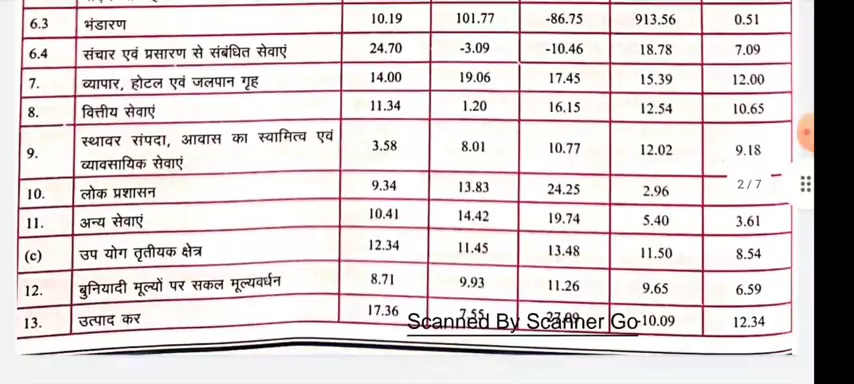 6.3 भंडारण 10.19 101.77 -86.75 913.56 0.51
6.4 संचार एवं प्रसारण से संबंधित सेवाएं 24.70 -3.09 -10.46 18.78 7.09
7. व्यापार, होटल एवं जलपान गृह 14.00 19.06 17.45 15.39 12.00
8. वित्तीय सेवाएं 11.34 1.20 16.15 12.54 10.65
9. स्थावर संपदा, आवास का स्वामित्व एवं
व्यावसायिक सेवाएं 3.58 8.01 10.77 12.02 9.18
10. लोक प्रशासन 9.34 13.83 24.25 2.96
2/7
11. अन्य सेवाएं 10.41 14.42 19.74 5.40 3.61
(c) उप योग तृतीयक क्षेत्र 12.34 11.45 13.48 11.50 8.54
12. बुनियादी मूल्यों पर सकल मूल्यवर्धन 8.71 9.93 11.26 9.65 6.59
13. उत्पाद कर 17.36 7.55 -10.09 12.34
Scanned By Scanner Go